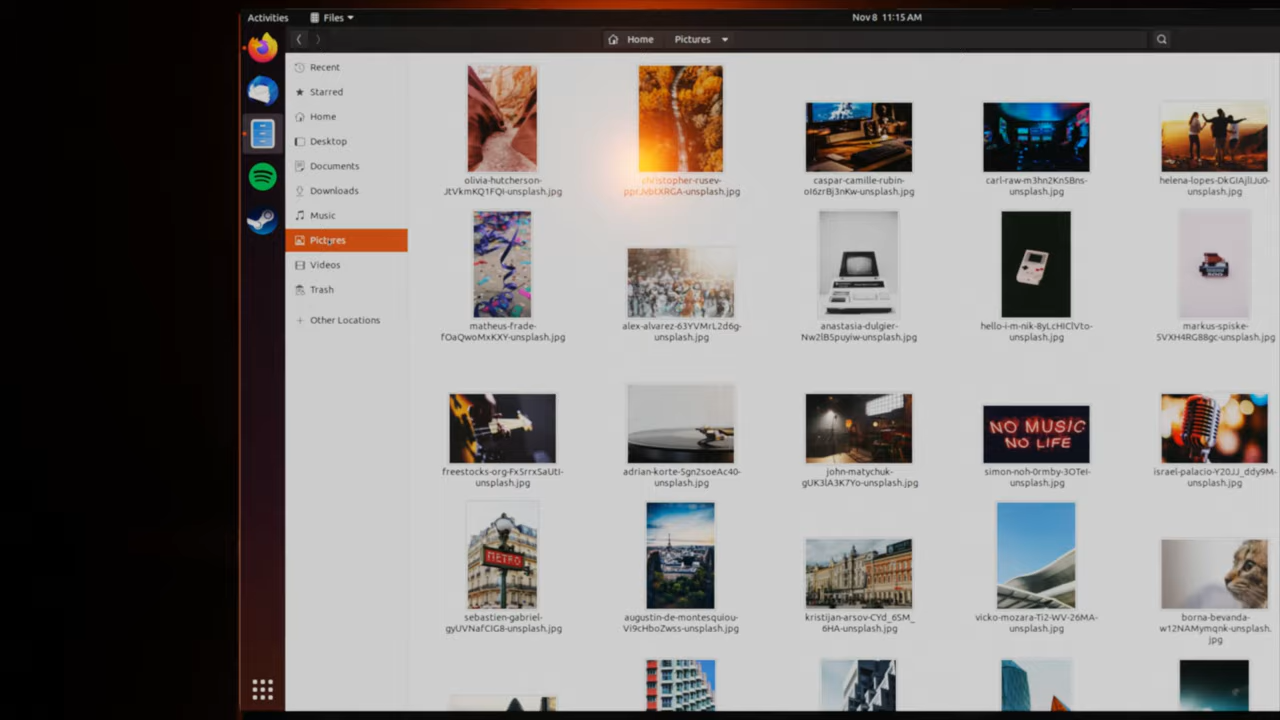 Activities
Files
Nov 8 11:15 AM
Home
Pictures
Recent
Starred
Home
Desktop
Documents
Downloads
Music
Pictures
Videos
Trash
Other Locations
olivia-hutcherson-
JtVkmKQ1FQI-unsplash.jpg
christopher-rusev-
caspar-camille-rubin-
oI6zrBj3nKw-unsplash.jpg
carl-raw-m3hn2Kn5Bns-
unsplash.jpg
helena-lopes-DkGIAjIJJu0-
unsplash.jpg
matheus-frade-
fOaQwoMxKXY-unsplash.jpg
alex-alvarez-63YVMrL2d6g-
unsplash.jpg
anastasia-dulgier-
Nw2lB5puyiw-unsplash.jpg
hello-i-m-nik-8yLcHIClVto-
unsplash.jpg
markus-spiske-
SVXH4RG88gc-unsplash.jpg
freestocks-org-Fx5rrxSaUtI-
unsplash.jpg
adrian-korte-5gn2soeAc40-
unsplash.jpg
john-matychuk-
gUK3lA3K7Yo-unsplash.jpg
NO MUSIC
NO LIFE
simon-noh-0rmby-3OTeI-
unsplash.jpg
israel-palacio-Y20JJ_ddy9M-
unsplash.jpg
METRO
sebastien-gabriel-
gyUVNafCIG8-unsplash.jpg
augustin-de-montesquiou-
Vi9cHboZwss-unsplash.jpg
kristijan-arsov-CYd_6SM_
6HA-unsplash.jpg
vicko-mozara-Ti2-WV-26MA-
unsplash.jpg
borna-bevanda-
w12NAMymqnk-unsplash.
jpg